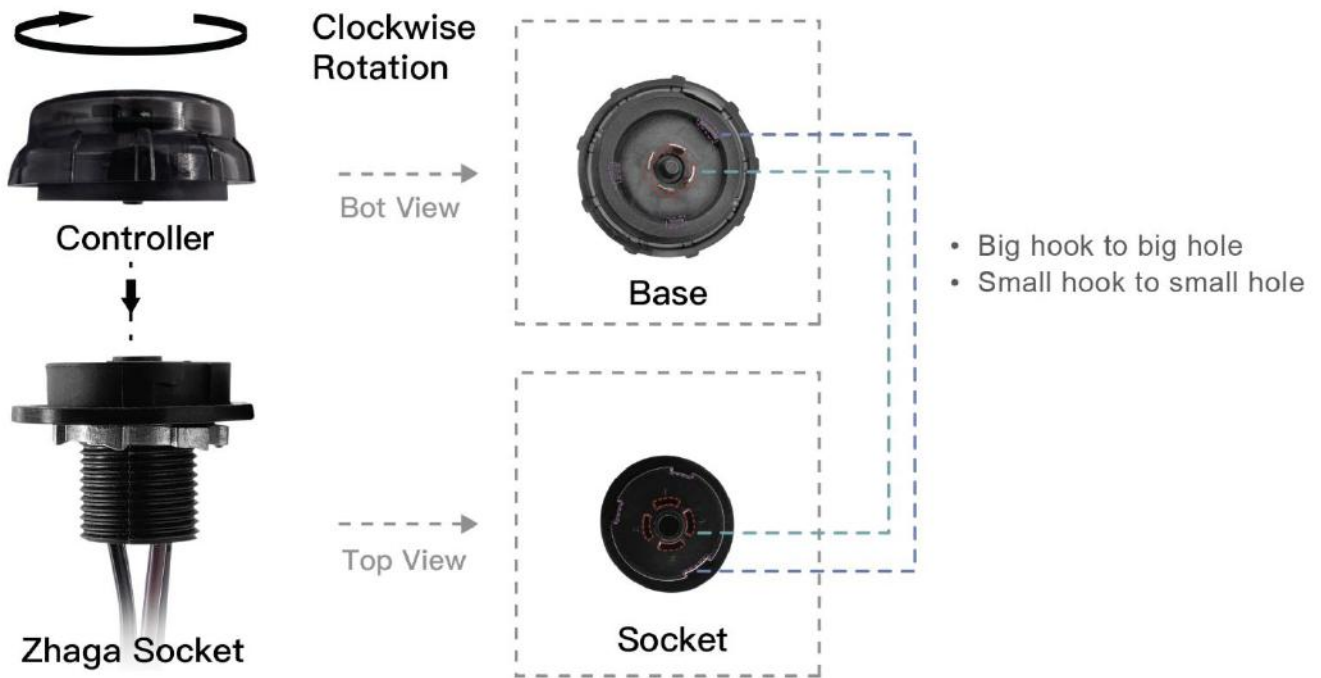 Clockwise
Rotation
Controller
Bot View
Base
• Big hook to big hole
• Small hook to small hole
Top View
Zhaga Socket
Socket